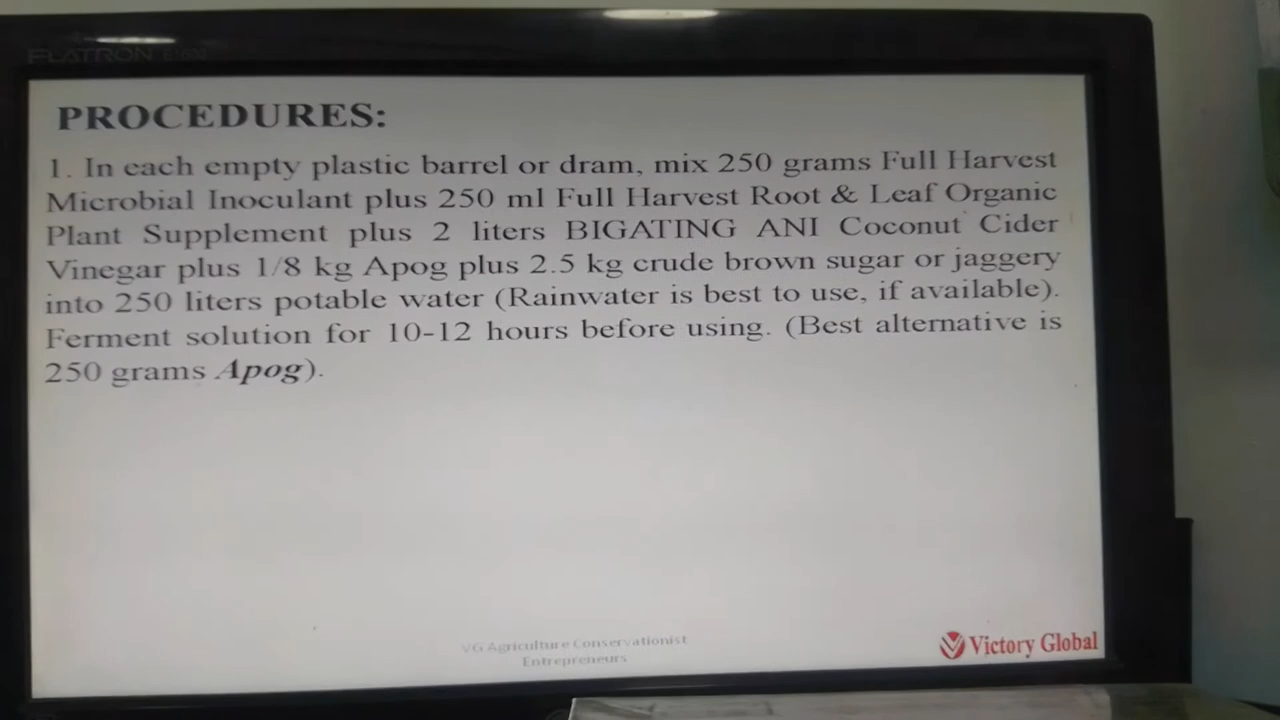 FLATRON
PROCEDURES:
1. In each empty plastic barrel or dram, mix 250 grams Full Harvest
Microbial Inoculant plus 250 ml Full Harvest Root & Leaf Organic
Plant Supplement plus 2 liters BIGATING ANI Coconut Cider
Vinegar plus 1/8 kg Apog plus 2.5 kg crude brown sugar or jaggery
into 250 liters potable water (Rainwater is best to use, if available).
Ferment solution for 10-12 hours before using. (Best alternative is
250 grams Apog).
VG Agriculture Conservationist
Entrepreneurs
Victory Global